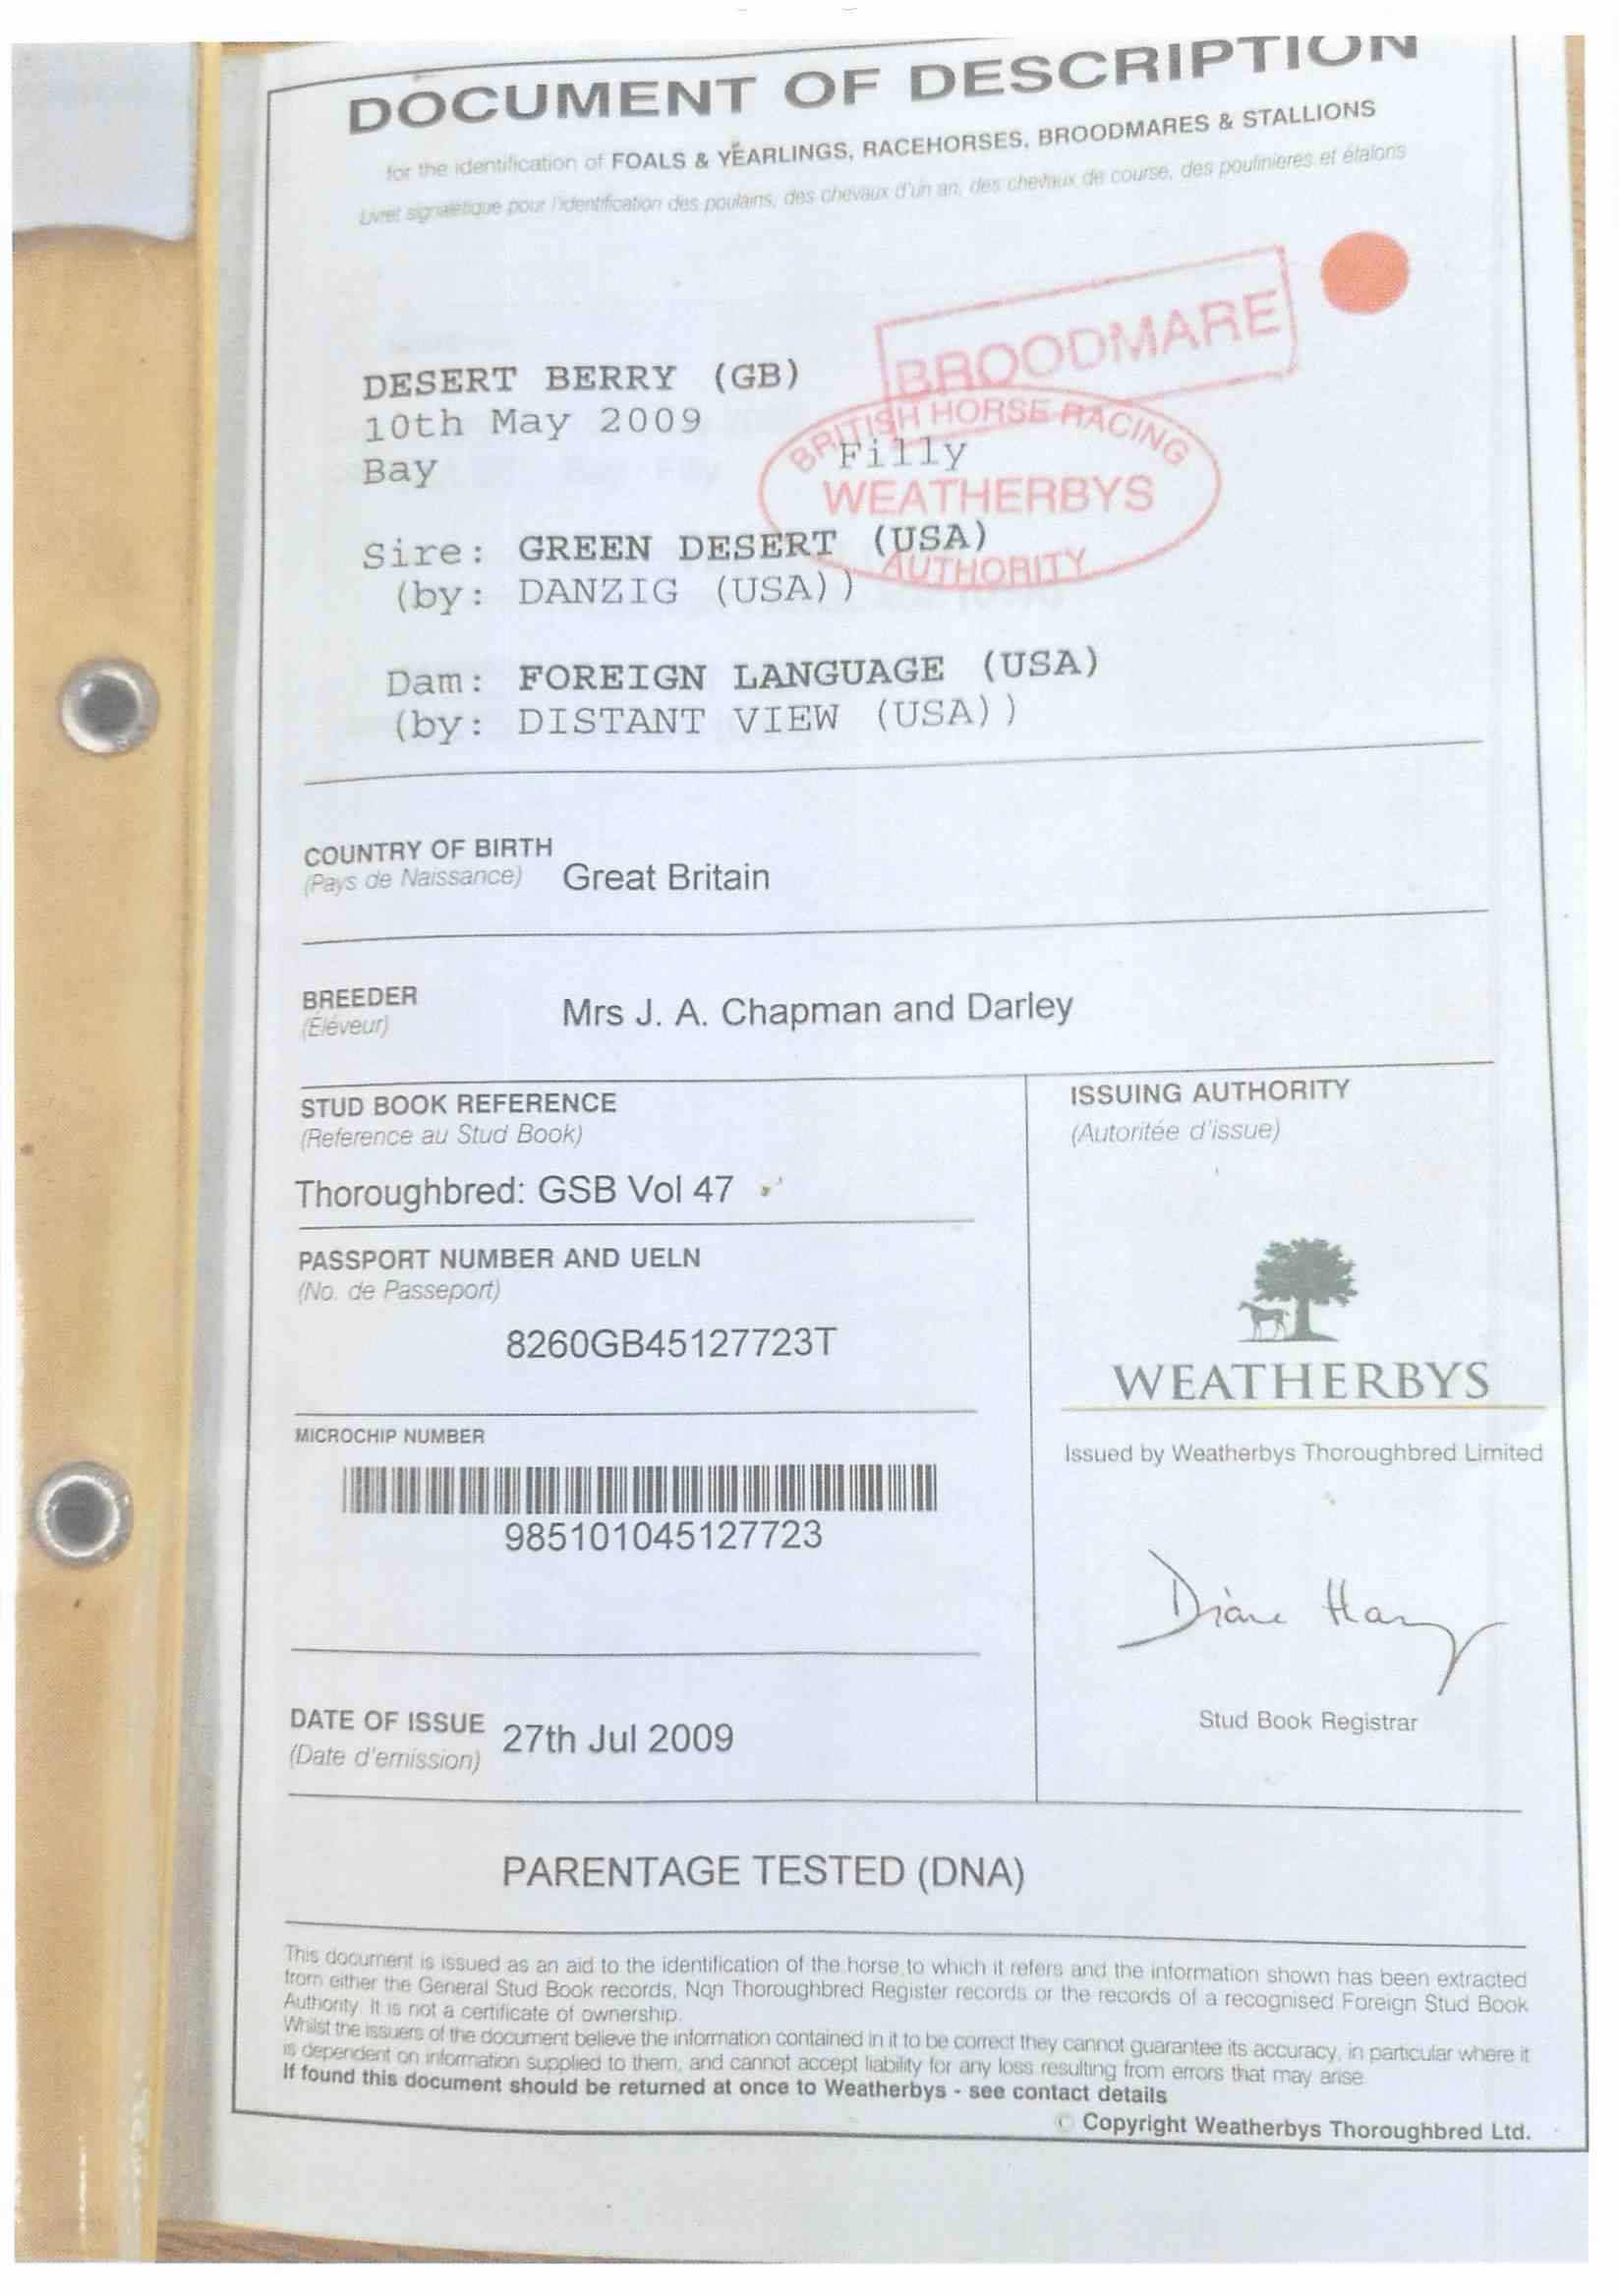 DOCUMENT OF DESCRIPTION
for the identification of FOALS & YEARLINGS, RACEHORSES, BROODMARES & STALLIONS
Livret signalétique pour l'identification des poulains, des chevaux d'un an, des chevaux de course, des poulinieres et étalons
BROODMARE
DESERT BERRY (GB)
10th May 2009
BRITISH HORSE RACING
Bay Filly
WEATHERBYS
AUTHORITY
Sire: GREEN DESERT (USA)
(by: DANZIG (USA))
Dam: FOREIGN LANGUAGE (USA)
(by: DISTANT VIEW (USA))
COUNTRY OF BIRTH
(Pays de Naissance) Great Britain
BREEDER
(Eléveur) Mrs J. A. Chapman and Darley
STUD BOOK REFERENCE
(Reference au Stud Book)
Thoroughbred: GSB Vol 47
PASSPORT NUMBER AND UELN
(No. de Passeport)
8260GB45127723T
MICROCHIP NUMBER
985101045127723
DATE OF ISSUE 27th Jul 2009
(Date d'emission)
ISSUING AUTHORITY
(Autoritée d'issue)
WEATHERBYS
Issued by Weatherbys Thoroughbred Limited
Diane
Stud Book Registrar
PARENTAGE TESTED (DNA)
This document is issued as an aid to the identification of the horse to which it refers and the information shown has been extracted
from either the General Stud Book records, Non Thoroughbred Register records or the records of a recognised Foreign Stud Book
Authority. It is not a certificate of ownership.
Whilst the issuers of the document believe the information contained in it to be correct they cannot guarantee its accuracy, in particular where it
is dependent on information supplied to them, and cannot accept liability for any loss resulting from errors that may arise.
If found this document should be returned at once to Weatherbys - see contact details
© Copyright Weatherbys Thoroughbred Ltd.